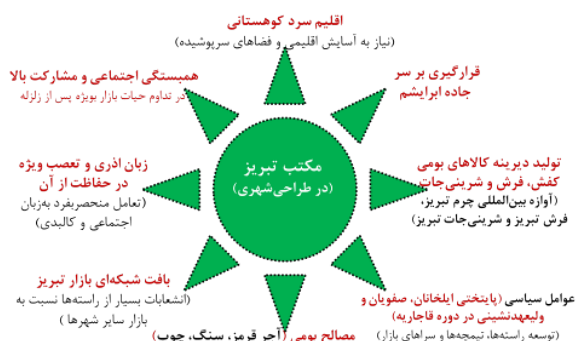 اقلیم سرد کوهستانی
(نیاز به آسایش اقلیمی و فضاهای سرپوشیده)
قرارگیری بر سر
جاده ابرایشم
تولید دیرینه کالاهای بومی
کفش، فرش و شرینی‌جات
(آوازه بین‌المللی چرم تبریز،
فرش تبریز و شرینی‌جات تبریز)
عوامل سیاسی (پایتختی ایلخانان، صفویان و
ولیعهدنشینی در دوره قاجاریه)
(توسعه راسته‌ها، تیمچه‌ها و سراهای بازار)
مصالح بومی (آجر قرمز، سنگ، چوب)
بافت شبکه‌ای بازار تبریز
(انشعابات بسیار از راسته‌ها نسبت به
بازار سایر شهرها )
زبان اذری و تعصب ویژه
در حفاظت از آن
(تعامل منحصربفرد به‌زبان
اجتماعی و کالبدی)
همبستگی اجتماعی و مشارکت بالا
در تداوم حیات بازار بویژه پس از زلزله
مکتب تبریز
(در طراحی‌شهری)